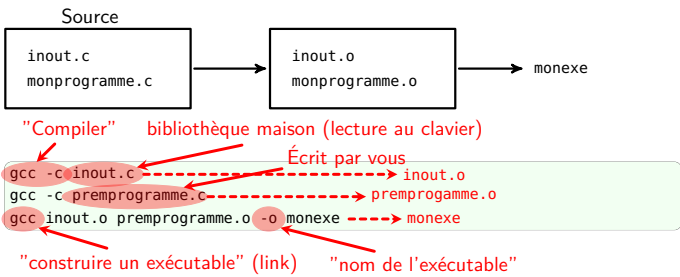 Source
inout.c
monprogramme.c
inout.o
monprogramme.o
monexe
"Compiler"
bibliothèque maison (lecture au clavier)
Écrit par vous
gcc -c inout.c
inout.o
gcc -c premprogramme.c
premprogamme.o
gcc inout.o premprogramme.o -o monexe
monexe
"construire un exécutable" (link)
"nom de l'exécutable"